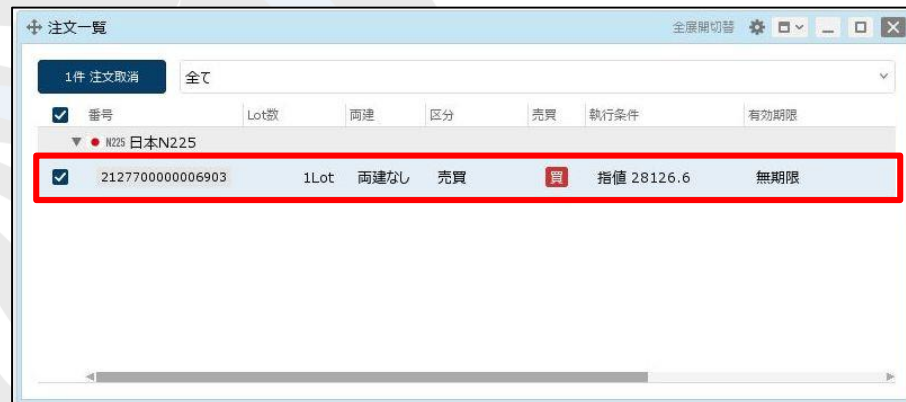 注文一覧 全展開切替
1件 注文取消 全て
番号 Lot数 両建 区分 売買 執行条件 有効期限
N225 日本N225
2127700000006903 1Lot 両建なし 売買 買 指値 28126.6 無期限